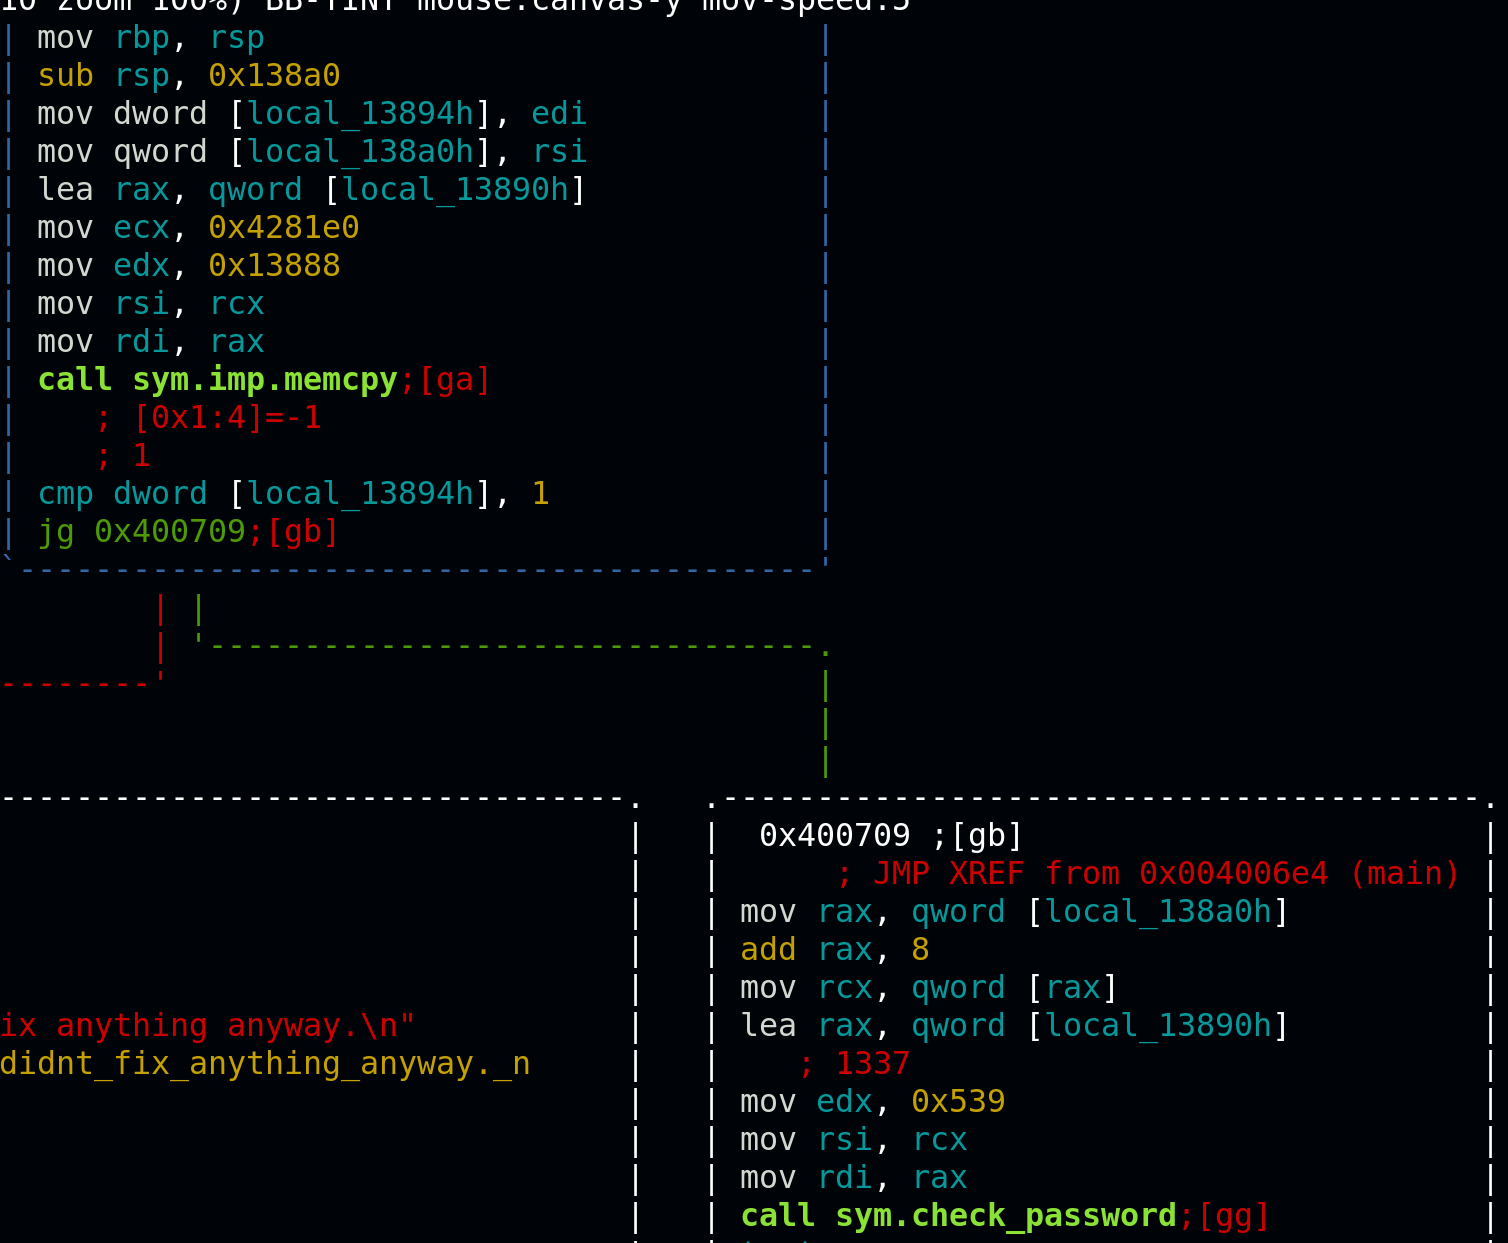 10 zoom 100%) BB-TINY mouse:canvas-y mov-speed:5
mov rbp, rsp
sub rsp, 0x138a0
mov dword [local_13894h], edi
mov qword [local_138a0h], rsi
lea rax, qword [local_13890h]
mov ecx, 0x4281e0
mov edx, 0x13888
mov rsi, rcx
mov rdi, rax
call sym.imp.memcpy;[ga]
; [0x1:4]=-1
; 1
cmp dword [local_13894h], 1
jg 0x400709;[gb]
ix anything anyway.\n"
didnt_fix_anything_anyway._n
0x400709 ;[gb]
; JMP XREF from 0x004006e4 (main)
mov rax, qword [local_138a0h]
add rax, 8
mov rcx, qword [rax]
lea rax, qword [local_13890h]
; 1337
mov edx, 0x539
mov rsi, rcx
mov rdi, rax
call sym.check_password;[gg]